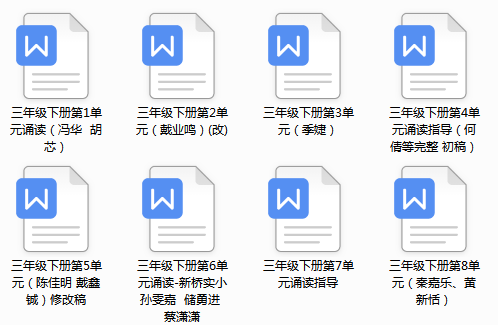 W
W
W
W
三年级下册第1单
元诵读（冯华  胡
芯）
三年级下册第2单
元（戴业鸣）(改)
三年级下册第3单
元（季婕）
三年级下册第4单
元诵读指导（何
倩等完整 初稿）
W
W
W
W
三年级下册第5单
元（陈佳明 戴鑫
铖）修改稿
三年级下册第6单
元诵读-新桥实小
孙雯嘉  储勇进
蔡潇潇
三年级下册第7单
元诵读指导
三年级下册第8单
元（秦嘉乐、黄
新恬）